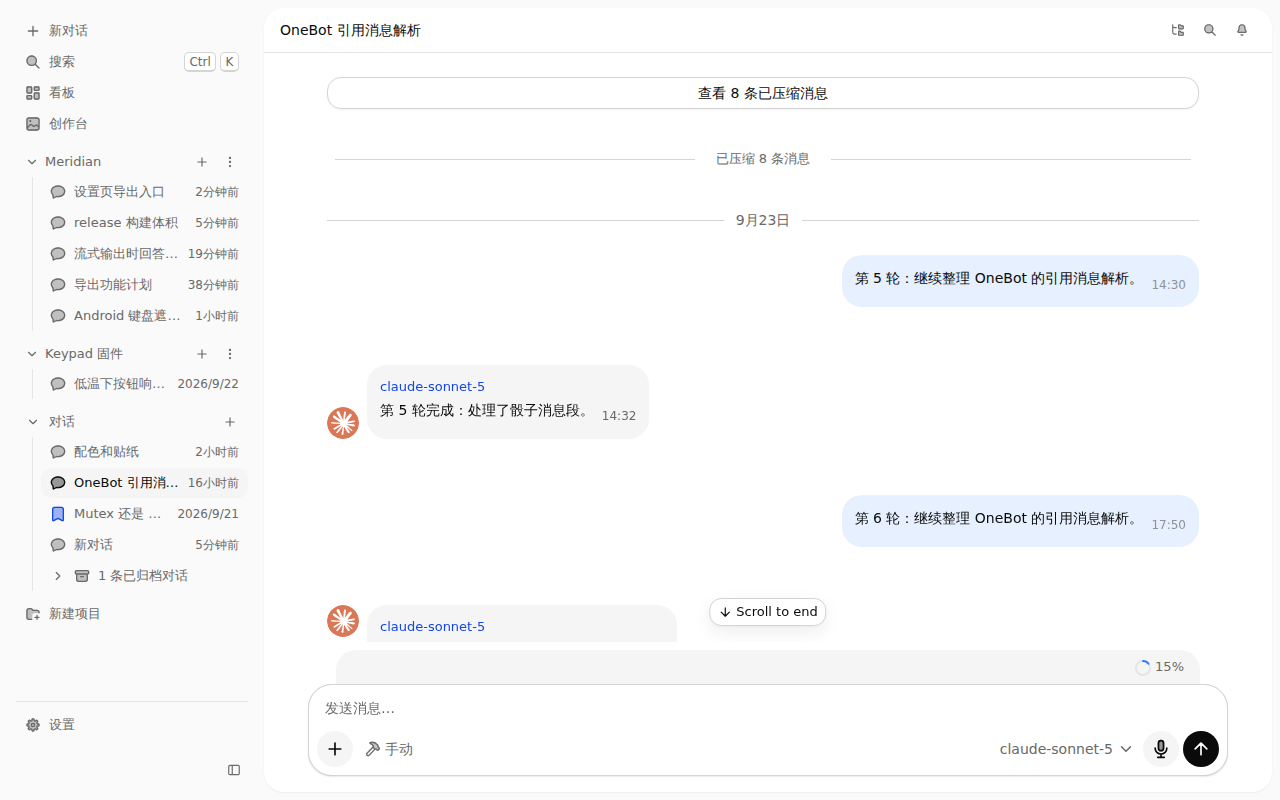 新对话
搜索 Ctrl K
看板
创作台
Meridian
设置页导出入口 2分钟前
release 构建体积 5分钟前
流式输出时回答… 19分钟前
导出功能计划 38分钟前
Android 键盘遮… 1小时前
Keypad 固件
低温下按钮响… 2026/9/22
对话
配色和贴纸 2小时前
OneBot 引用消… 16小时前
Mutex 还是 … 2026/9/21
新对话 5分钟前
1 条已归档对话
新建项目
设置
OneBot 引用消息解析
查看 8 条已压缩消息
已压缩 8 条消息
9月23日
第 5 轮：继续整理 OneBot 的引用消息解析。 14:30
claude-sonnet-5
第 5 轮完成：处理了骰子消息段。 14:32
第 6 轮：继续整理 OneBot 的引用消息解析。 17:50
claude-sonnet-5
Scroll to end
15%
发送消息…
手动
claude-sonnet-5